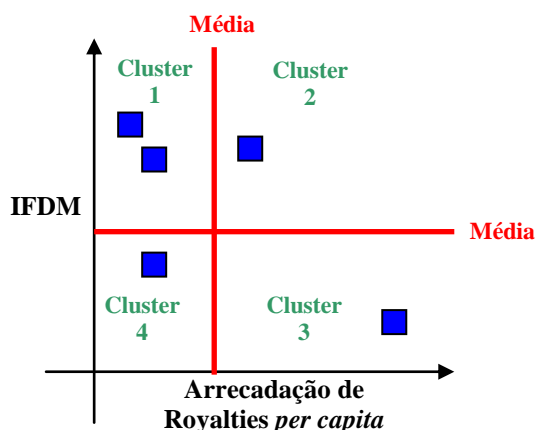 Média
Cluster
1
Cluster
2
IFDM
Média
Cluster
4
Cluster
3
Arrecadação de
Royalties per capita